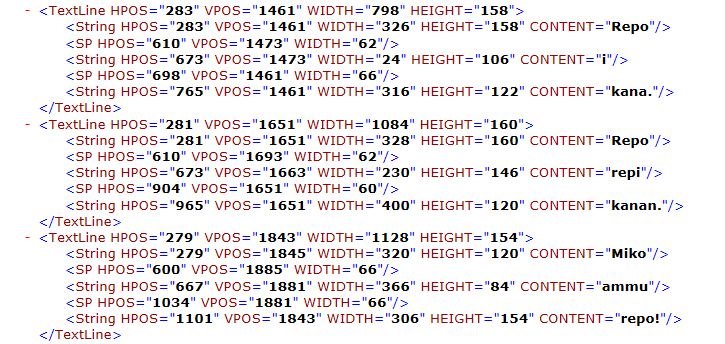 - <TextLine HPOS="283" VPOS="1461" WIDTH="798" HEIGHT="158">
<String HPOS="283" VPOS="1461" WIDTH="326" HEIGHT="158" CONTENT="Repo"/>
<SP HPOS="610" VPOS="1473" WIDTH="62"/>
<String HPOS="673" VPOS="1473" WIDTH="24" HEIGHT="106" CONTENT="i"/>
<SP HPOS="698" VPOS="1461" WIDTH="66"/>
<String HPOS="765" VPOS="1461" WIDTH="316" HEIGHT="122" CONTENT="kana."/>
</TextLine>
- <TextLine HPOS="281" VPOS="1651" WIDTH="1084" HEIGHT="160">
<String HPOS="281" VPOS="1651" WIDTH="328" HEIGHT="160" CONTENT="Repo"/>
<SP HPOS="610" VPOS="1693" WIDTH="62"/>
<String HPOS="673" VPOS="1663" WIDTH="230" HEIGHT="146" CONTENT="repi"/>
<SP HPOS="904" VPOS="1651" WIDTH="60"/>
<String HPOS="965" VPOS="1651" WIDTH="400" HEIGHT="120" CONTENT="kanan."/>
</TextLine>
- <TextLine HPOS="279" VPOS="1843" WIDTH="1128" HEIGHT="154">
<String HPOS="279" VPOS="1845" WIDTH="320" HEIGHT="120" CONTENT="Miko"/>
<SP HPOS="600" VPOS="1885" WIDTH="66"/>
<String HPOS="667" VPOS="1881" WIDTH="366" HEIGHT="84" CONTENT="ammu"/>
<SP HPOS="1034" VPOS="1881" WIDTH="66"/>
<String HPOS="1101" VPOS="1843" WIDTH="306" HEIGHT="154" CONTENT="repo!"/>
</TextLine>